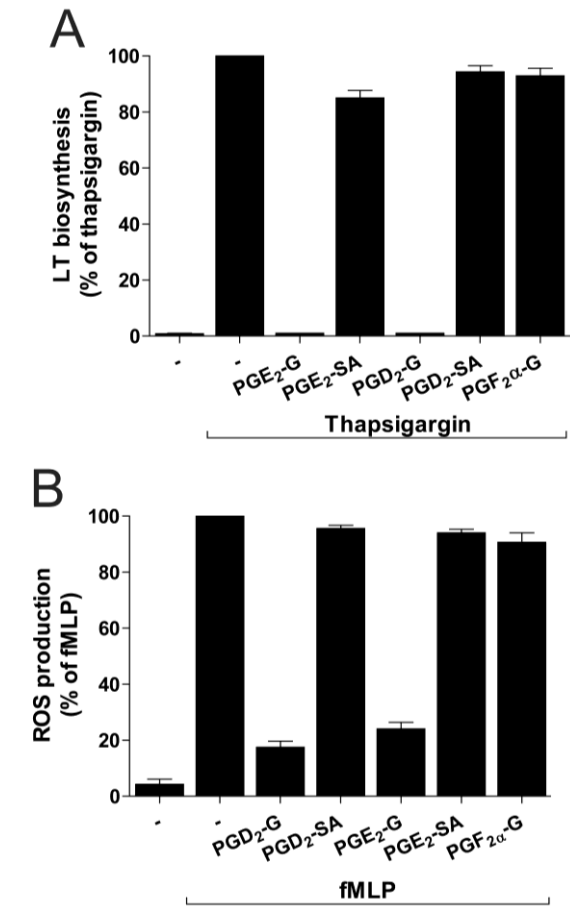 A
LT biosynthesis
(% of thapsigargin)
100
80
60
40
20
0
-
-
PGE₂-G
PGE₂-SA
PGD₂-G
PGD₂-SA
PGF₂α-G
Thapsigargin
B
ROS production
(% of fMLP)
100
80
60
40
20
0
-
-
PGD₂-G
PGD₂-SA
PGE₂-G
PGE₂-SA
PGF₂α-G
fMLP